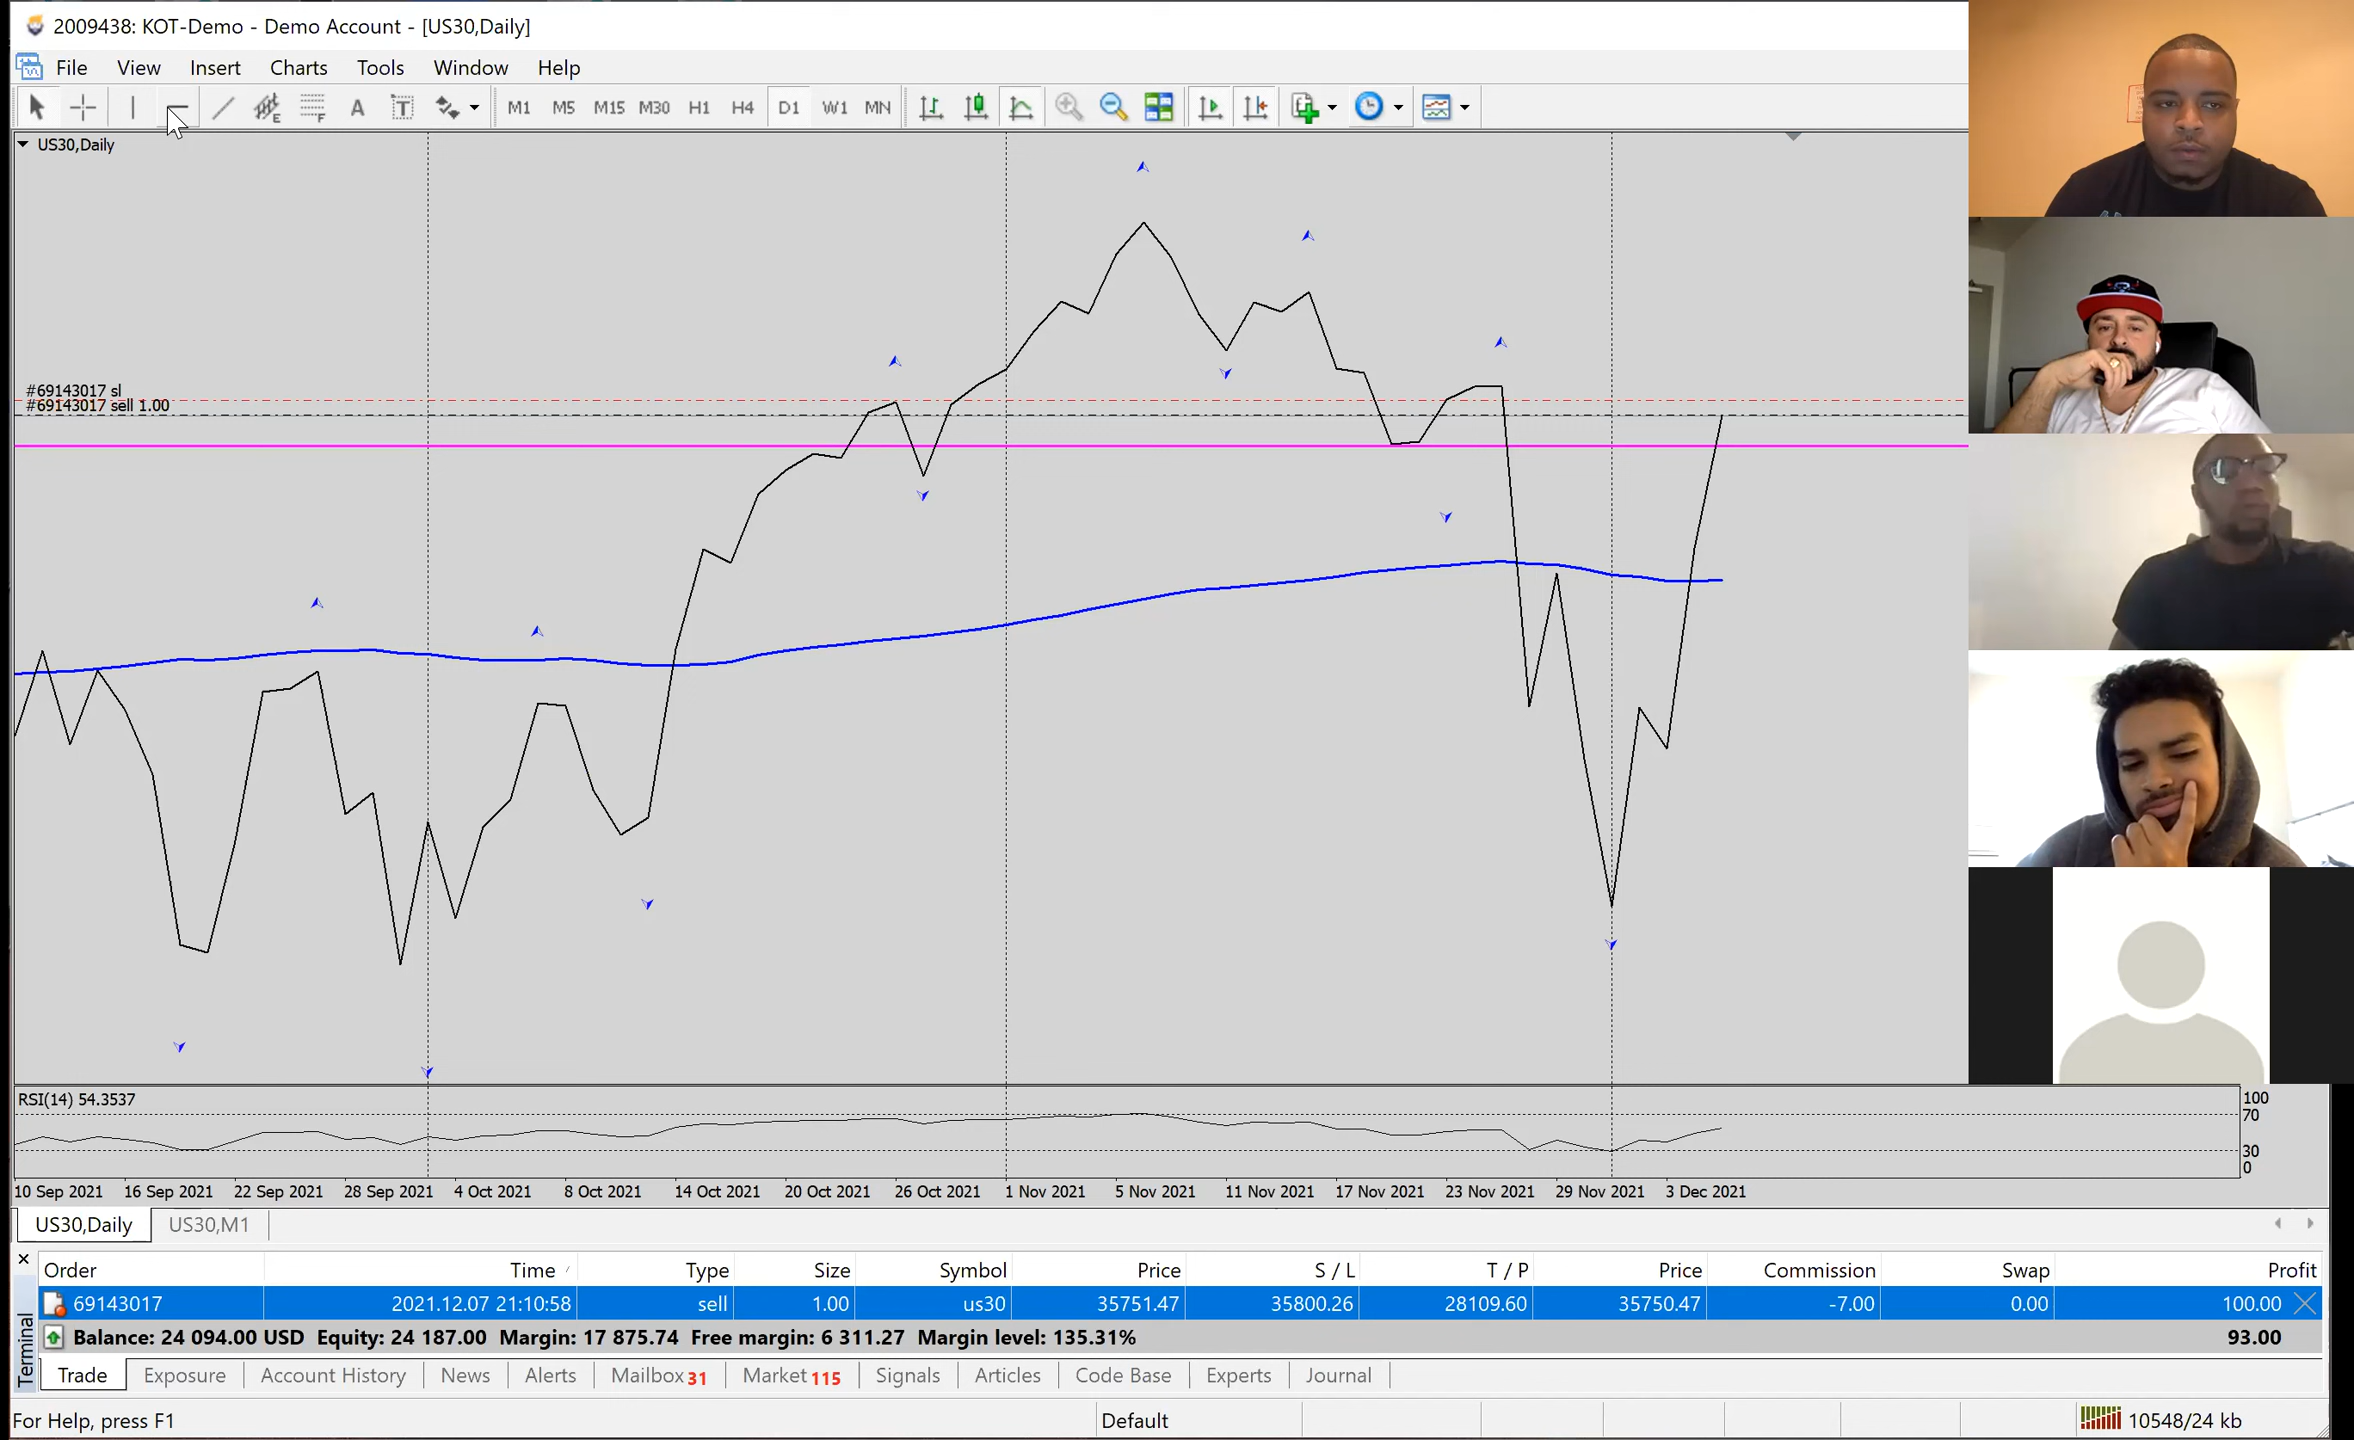 2009438: KOT-Demo - Demo Account - [US30,Daily]
File View Insert Charts Tools Window Help
E F A T M1 M5 M15 M30 H1 H4 D1 W1 MN
US30,Daily
#69143017 sl
#69143017 sell 1.00
RSI(14) 54.3537
100
70
30
0
10 Sep 2021 16 Sep 2021 22 Sep 2021 28 Sep 2021 4 Oct 2021 8 Oct 2021 14 Oct 2021 20 Oct 2021 26 Oct 2021 1 Nov 2021 5 Nov 2021 11 Nov 2021 17 Nov 2021 23 Nov 2021 29 Nov 2021 3 Dec 2021
US30,Daily US30,M1
Order Time Type Size Symbol Price S / L T / P Price Commission Swap Profit
69143017 2021.12.07 21:10:58 sell 1.00 us30 35751.47 35800.26 28109.60 35750.47 -7.00 0.00 100.00
Balance: 24 094.00 USD Equity: 24 187.00 Margin: 17 875.74 Free margin: 6 311.27 Margin level: 135.31% 93.00
Terminal
Trade Exposure Account History News Alerts Mailbox 31 Market 115 Signals Articles Code Base Experts Journal
For Help, press F1 Default 10548/24 kb